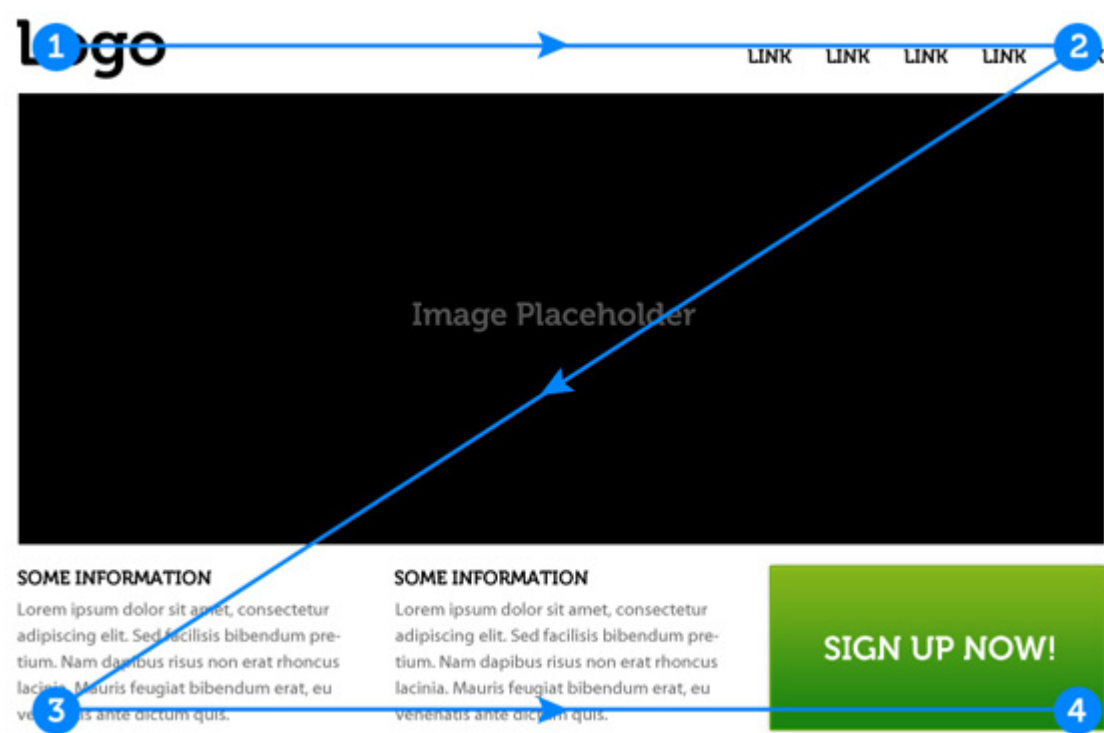 Logo
1
LINK LINK LINK LINK
2
Image Placeholder
SOME INFORMATION
Lorem ipsum dolor sit amet, consectetur
adipiscing elit. Sed facilisis bibendum pre-
tium. Nam dapibus risus non erat rhoncus
lacinia. Mauris feugiat bibendum erat, eu
venenatis ante dictum quis.
3
SOME INFORMATION
Lorem ipsum dolor sit amet, consectetur
adipiscing elit. Sed facilisis bibendum pre-
tium. Nam dapibus risus non erat rhoncus
lacinia. Mauris feugiat bibendum erat, eu
venenatis ante dictum quis.
SIGN UP NOW!
4